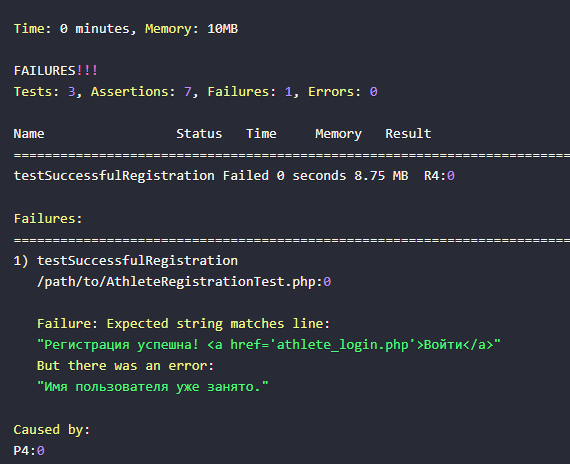 Time: 0 minutes, Memory: 10MB
FAILURES!!!
Tests: 3, Assertions: 7, Failures: 1, Errors: 0
Name Status Time Memory Result
=========================================================================
testSuccessfulRegistration Failed 0 seconds 8.75 MB R4:0
Failures:
=========================================================================
1) testSuccessfulRegistration
/path/to/AthleteRegistrationTest.php:0
Failure: Expected string matches line:
"Регистрация успешна! <a href='athlete_login.php'>Войти</a>"
But there was an error:
"Имя пользователя уже занято."
Caused by:
P4:0